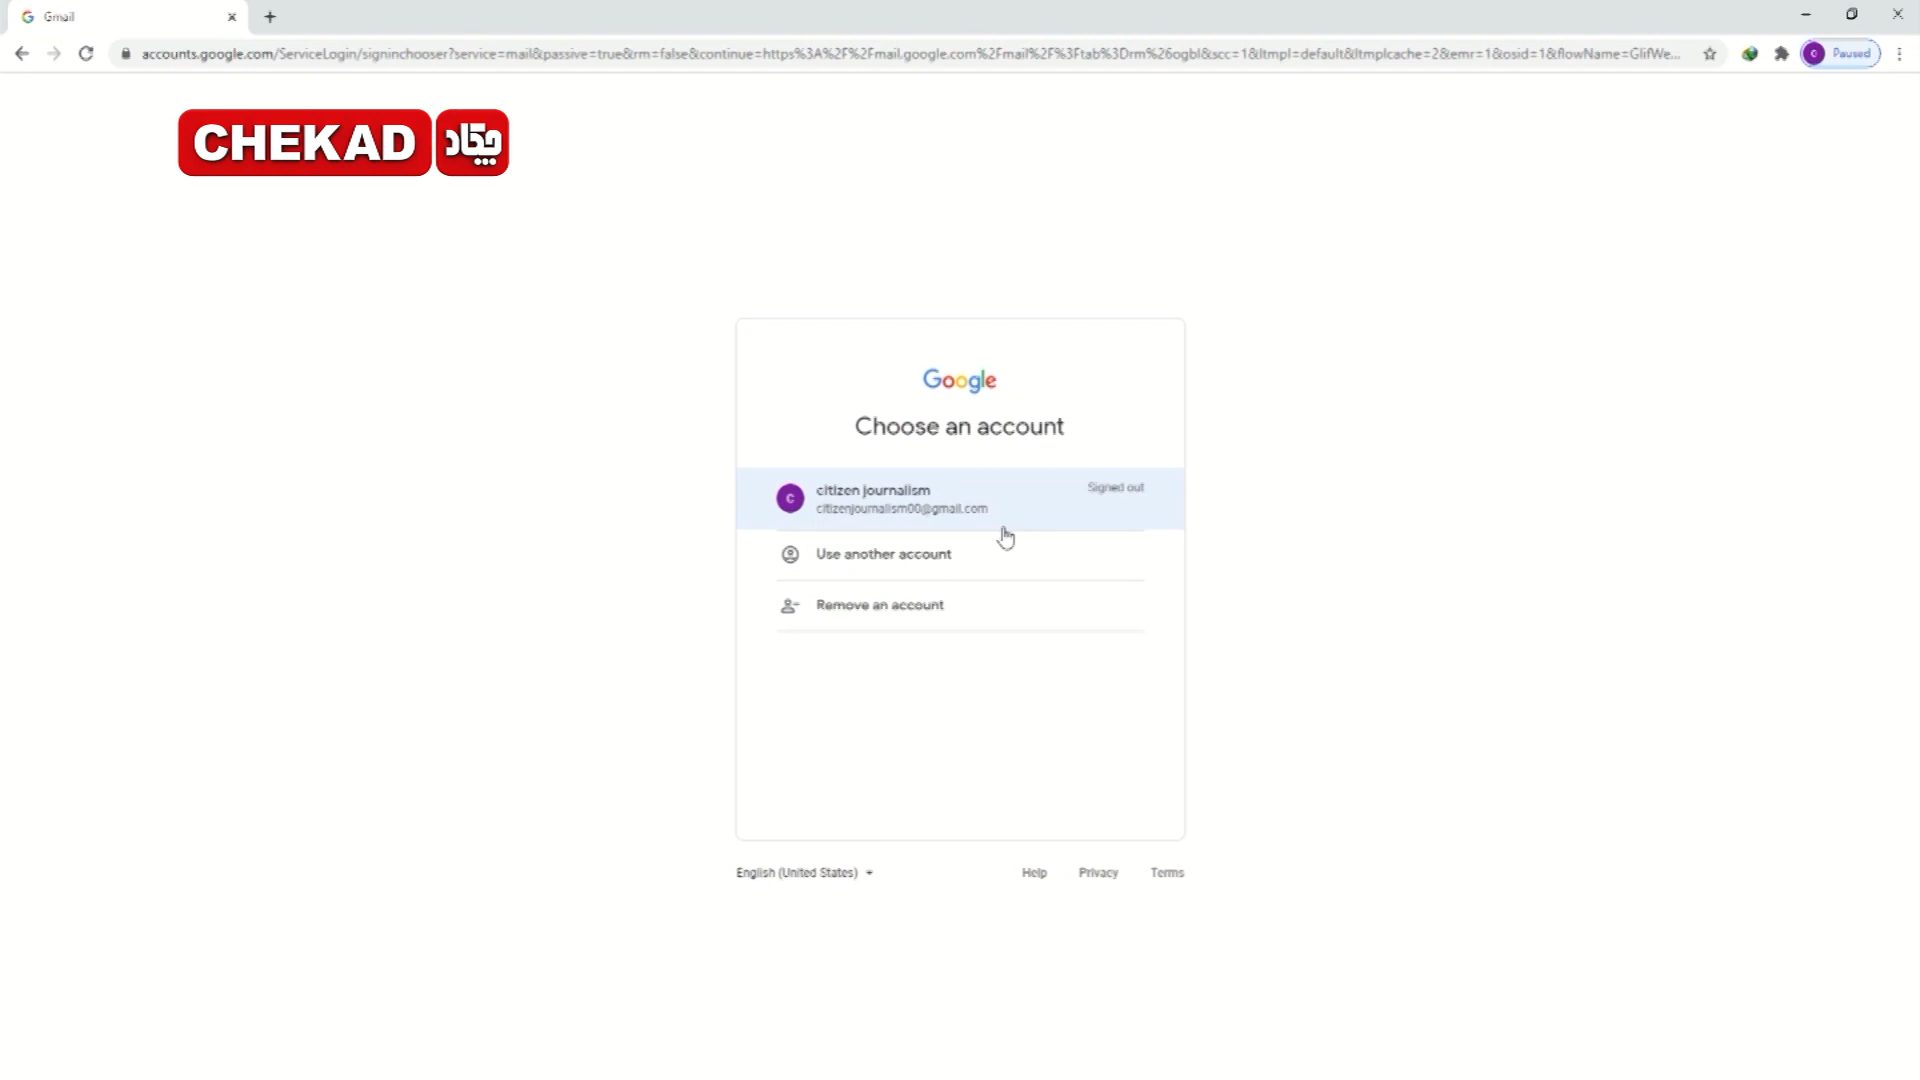 Gmail
accounts.google.com/ServiceLogin/signinchooser?service=mail&passive=true&rm=false&continue=https%3A%2F%2Fmail.google.com%2Fmail%2F%3Ftab%3Drm%26ogbl&scc=1&ltmpl=default&ltmplcache=2&emr=1&osid=1&flowName=GlifWe...
C Paused
CHEKAD چکاد
Google
Choose an account
C
citizen journalism
Signed out
citizenjournalism00@gmail.com
Use another account
Remove an account
English (United States)
Help Privacy Terms